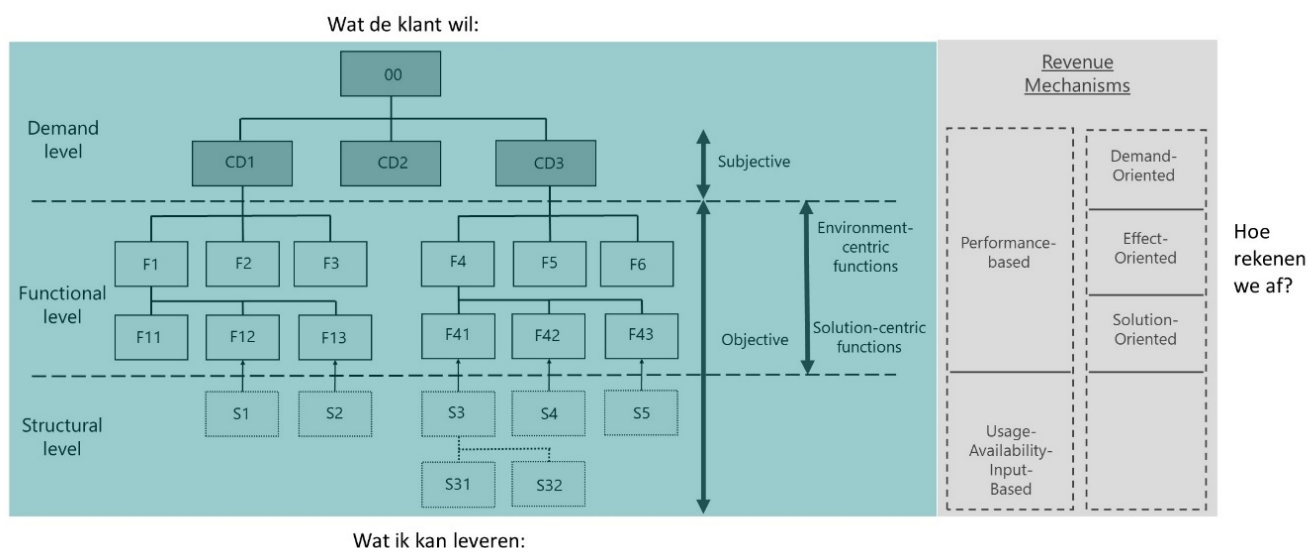 Wat de klant wil:
00
Demand
level
CD1
CD2
CD3
Subjective
F1
F2
F3
F4
F5
F6
Environment-
centric
functions
Functional
level
F11
F12
F13
F41
F42
F43
Objective
Solution-centric
functions
Structural
level
S1
S2
S3
S4
S5
S31
S32
Wat ik kan leveren:
Revenue
Mechanisms
Performance-
based
Usage-
Availability-
Input-
Based
Demand-
Oriented
Effect-
Oriented
Solution-
Oriented
Hoe
rekenen
we af?